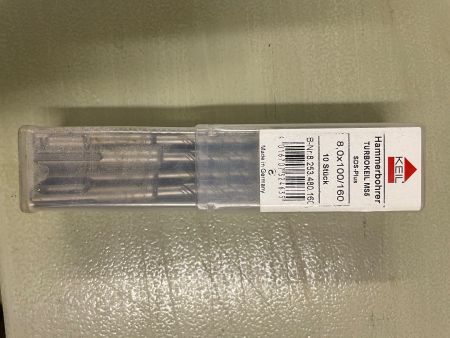 KEIL
Hammerbohrer
TURBOKEIL MS5
SDS-Plus
8,0x100/160
10 Stück
B-Nr.8.253.480.160
Made in Germany